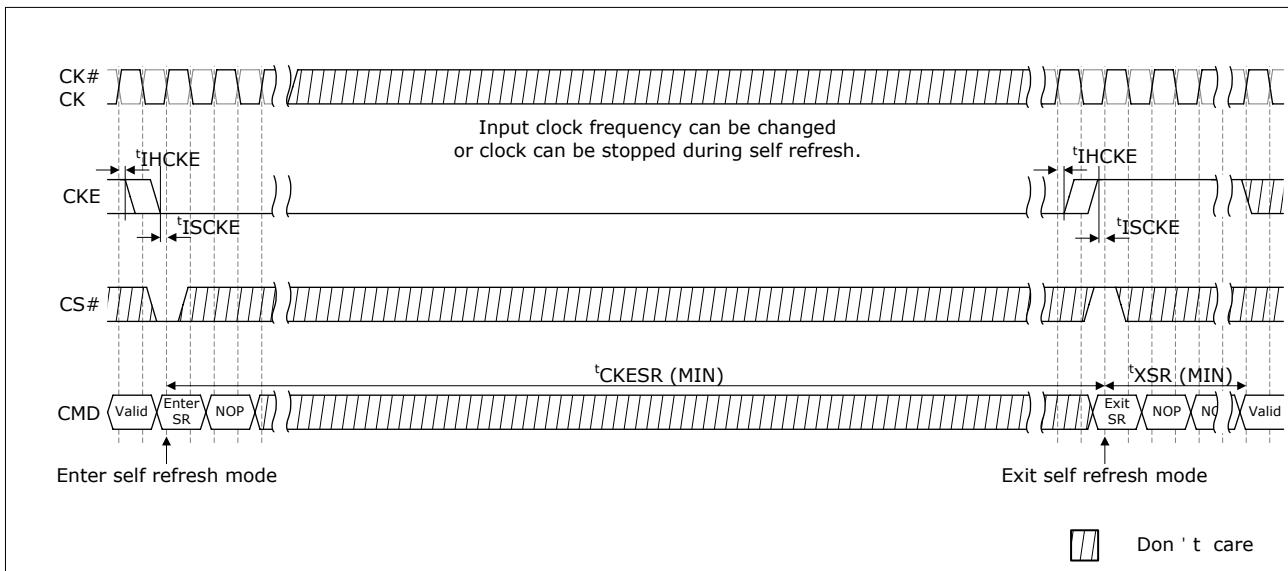 CK#
CK
Input clock frequency can be changed
or clock can be stopped during self refresh.
tIHCKE
tIHCKE
CKE
tISCKE
tISCKE
CS#
tCKESR (MIN)
tXSR (MIN)
CMD
Valid
Enter
SR
NOP
Exit
SR
NOP
Valid
Enter self refresh mode
Exit self refresh mode
Don ' t care